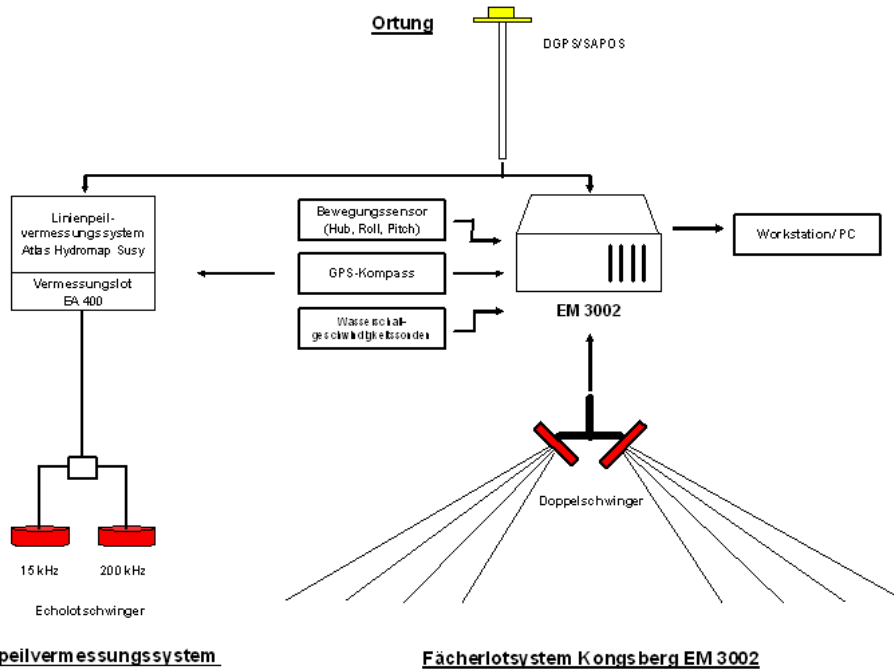 Ortung
DGPS/SAPOS
Linienpeil-
vermessungssystem
Atlas Hydromap Susy
Vermessungslot
EA 400
Bewegungssensor
(Hub, Roll, Pitch)
GPS-Kompass
Wasserschall-
geschwindigkeitssonden
EM 3002
Workstation/ PC
Doppelschwinger
15 kHz
200 kHz
Echolotschwinger
peilvermessungssystem
Fächerlotsystem Kongsberg EM 3002